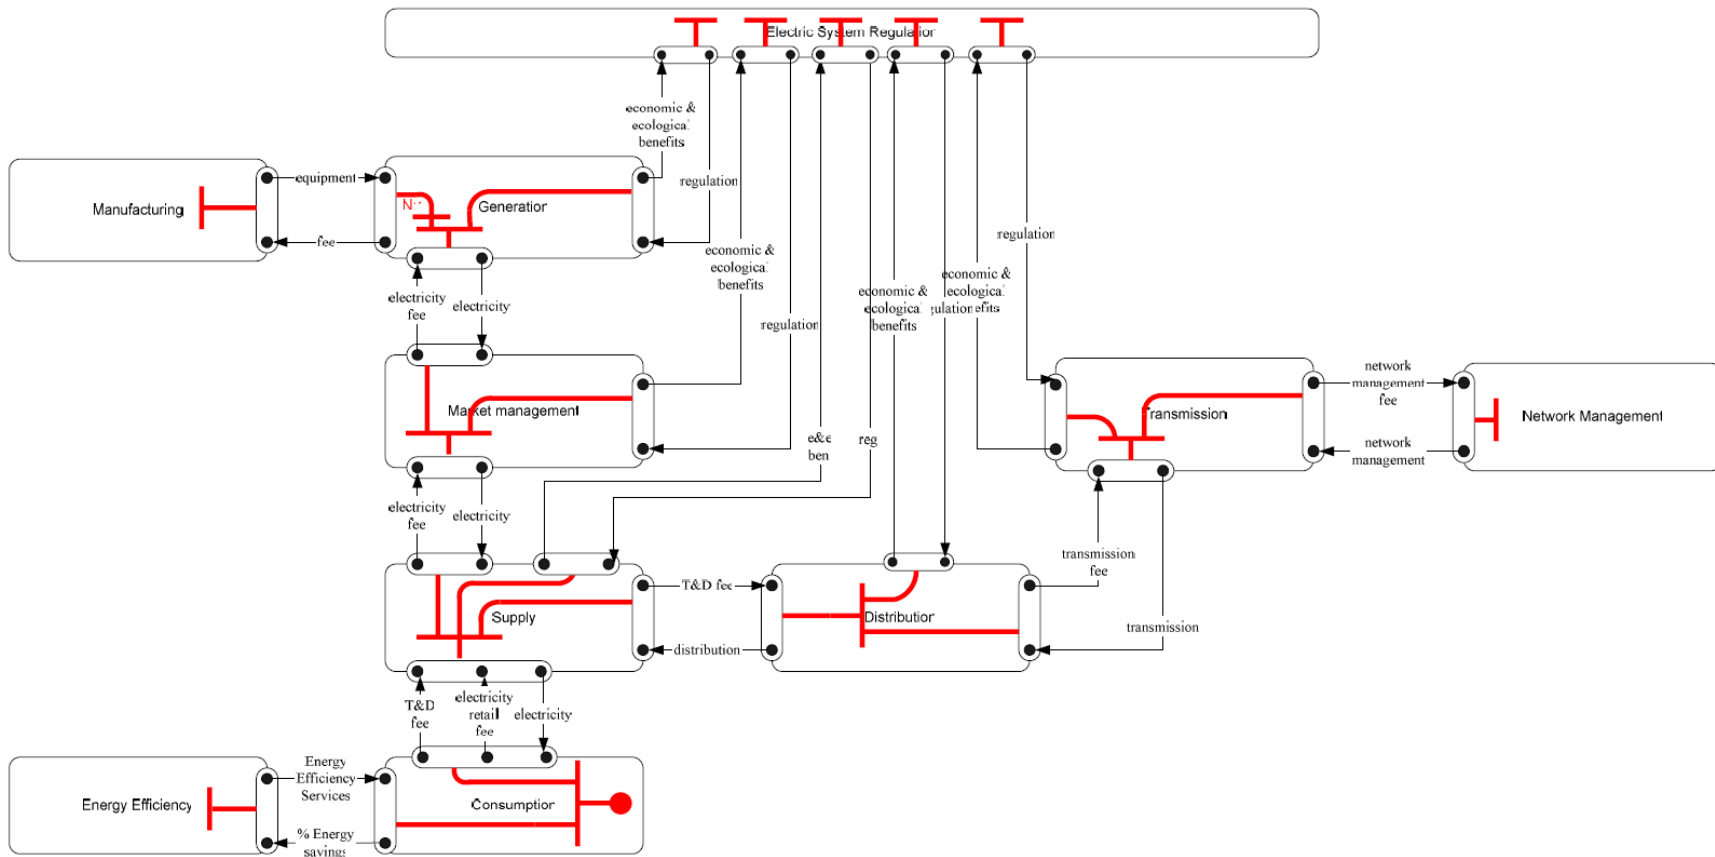 Electric System Regulation
economic &
ecological
benefits
regulation
Manufacturing
equipment
fee
Generation
economic &
ecological
benefits
regulation
electricity
fee
electricity
economic &
ecological
benefits
gulation
economic &
ecological
efits
regulation
Market management
e&e
ben
reg
Transmission
network
management
fee
network
management
Network Management
electricity
fee
electricity
Supply
T&D fee
distribution
Distribution
transmission
fee
transmission
T&D
fee
electricity
retail
fee
electricity
Energy Efficiency
Energy
Efficiency
Services
% Energy
savings
Consumption